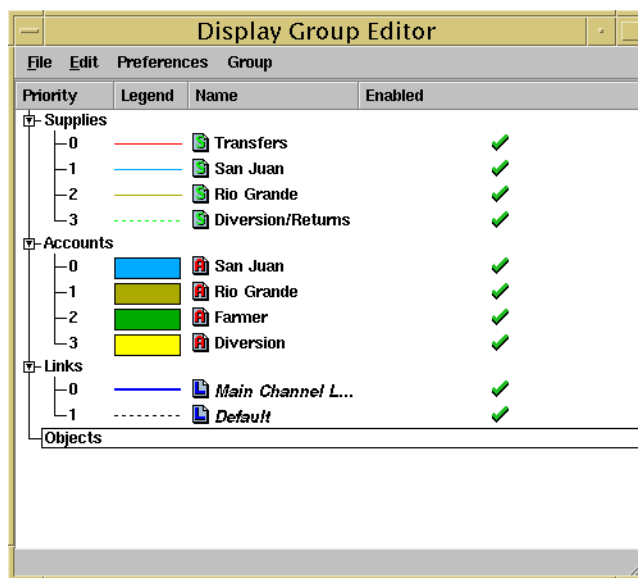 Display Group Editor
File Edit Preferences Group
Priority Legend Name Enabled
Supplies
0 Transfers
1 San Juan
2 Rio Grande
3 Diversion/Returns
Accounts
0 San Juan
1 Rio Grande
2 Farmer
3 Diversion
Links
0 Main Channel L...
1 Default
Objects